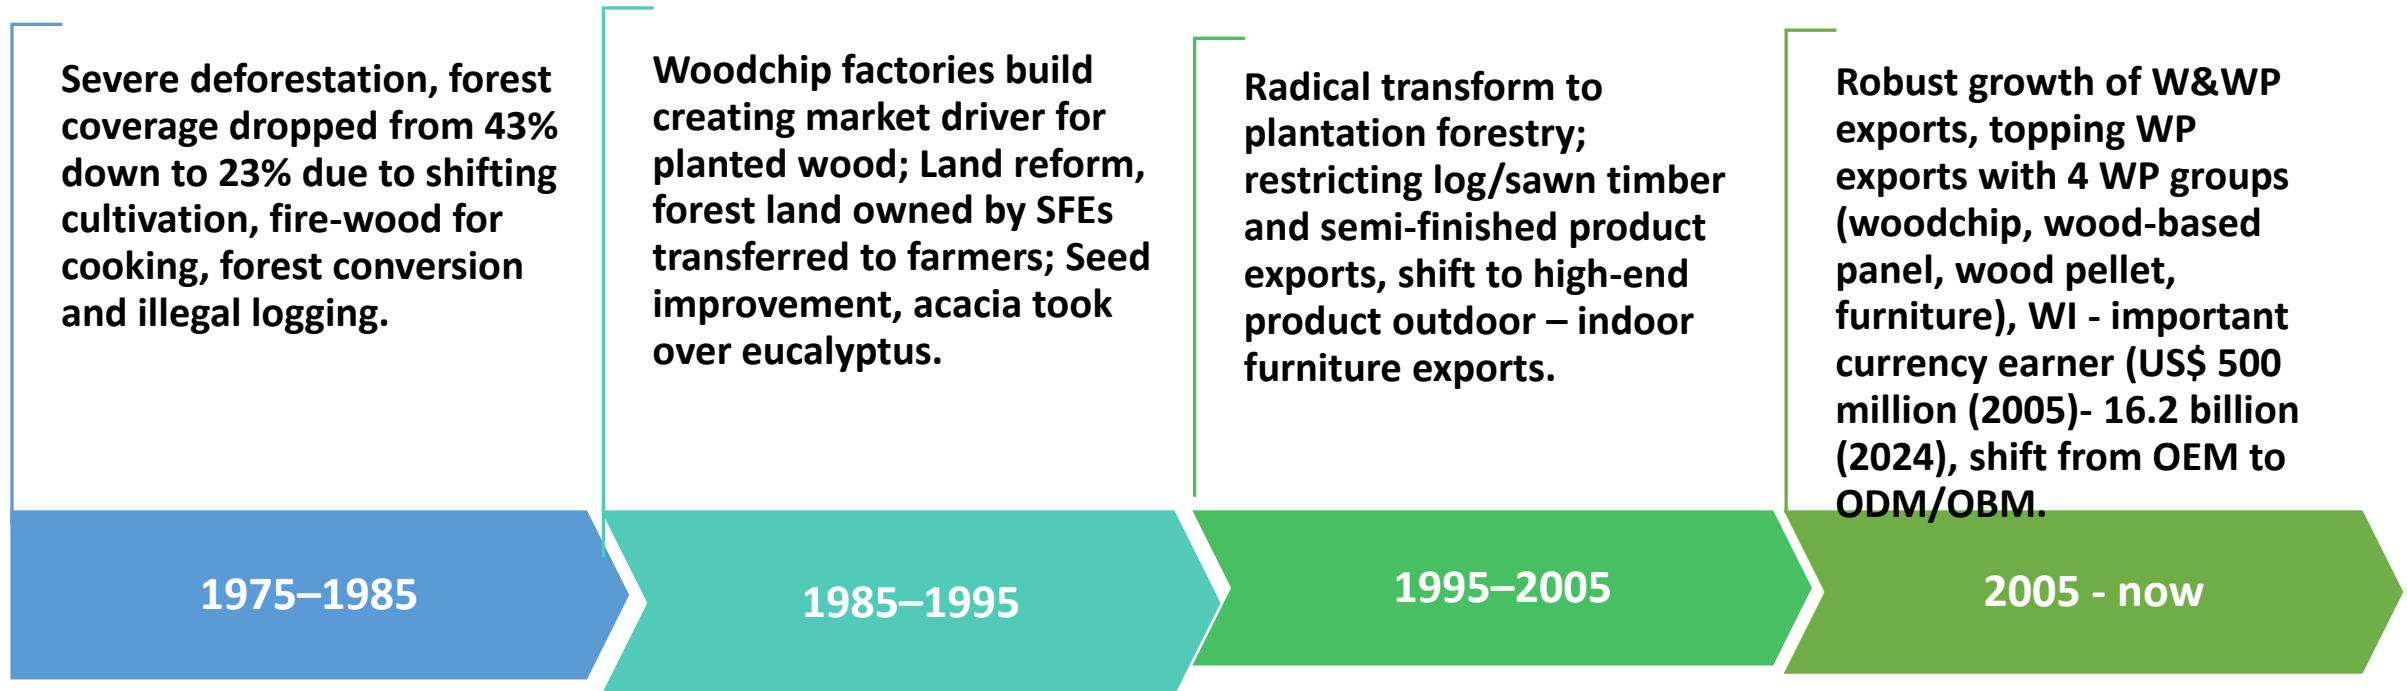 Severe deforestation, forest
coverage dropped from 43%
down to 23% due to shifting
cultivation, fire-wood for
cooking, forest conversion
and illegal logging.
1975–1985
Woodchip factories build
creating market driver for
planted wood; Land reform,
forest land owned by SFEs
transferred to farmers; Seed
improvement, acacia took
over eucalyptus.
1985–1995
Radical transform to
plantation forestry;
restricting log/sawn timber
and semi-finished product
exports, shift to high-end
product outdoor – indoor
furniture exports.
1995–2005
Robust growth of W&WP
exports, topping WP
exports with 4 WP groups
(woodchip, wood-based
panel, wood pellet,
furniture), WI - important
currency earner (US$ 500
million (2005)- 16.2 billion
(2024), shift from OEM to
ODM/OBM.
2005 - now